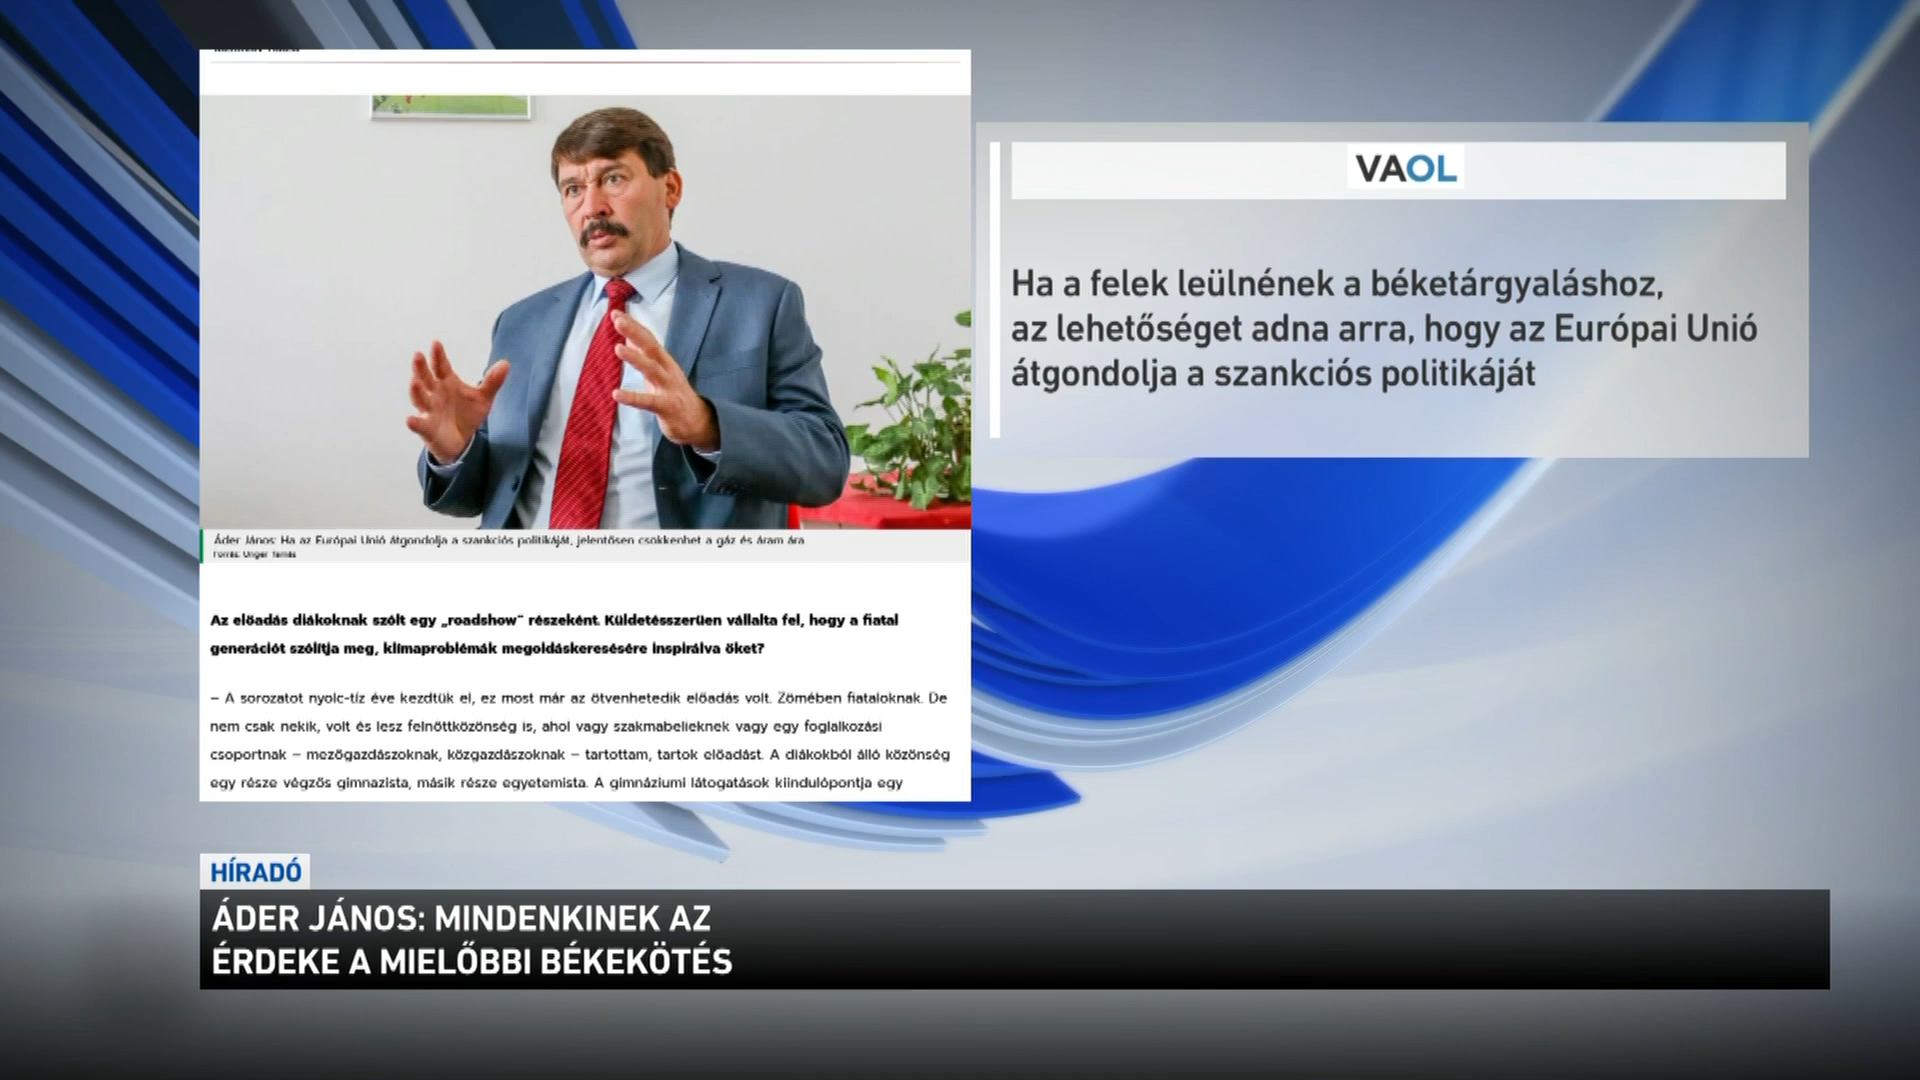 Áder János: Ha az Európai Unió átgondolja a szankciós politikáját, jelentősen csökkenhet a gáz és áram ára
Forrás: Unger Tamás
Az előadás diákoknak szólt egy „roadshow” részeként. Küldetésszerűen vállalta fel, hogy a fiatal
generációt szólítja meg, klímaproblémák megoldáskeresésére inspirálva őket?
– A sorozatot nyolc-tíz éve kezdtük el, ez most már az ötvenhetedik előadás volt. Zömében fiataloknak. De
nem csak nekik, volt és lesz felnőttközönség is, ahol vagy szakmabelieknek vagy egy foglalkozási
csoportnak – mezőgazdászoknak, közgazdászoknak – tartottam, tartok előadást. A diákokból álló közönség
egy része végzős gimnazista, másik része egyetemista. A gimnáziumi látogatások kiindulópontja egy
VAOL
Ha a felek leülnének a béketárgyaláshoz,
az lehetőséget adna arra, hogy az Európai Unió
átgondolja a szankciós politikáját
HÍRADÓ
ÁDER JÁNOS: MINDENKINEK AZ
ÉRDEKE A MIELŐBBI BÉKEKÖTÉS